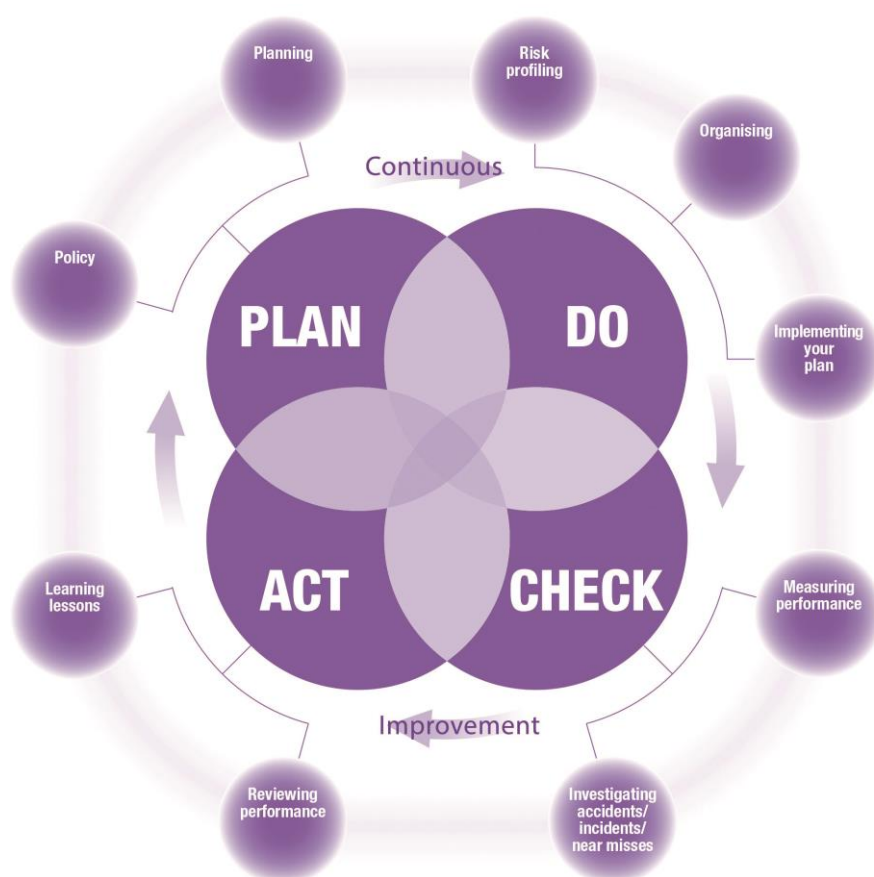 Planning
Risk
profiling
Organising
Continuous
Policy
PLAN
DO
Implementing
your
plan
ACT
CHECK
Learning
lessons
Measuring
performance
Improvement
Reviewing
performance
Investigating
accidents/
incidents/
near misses